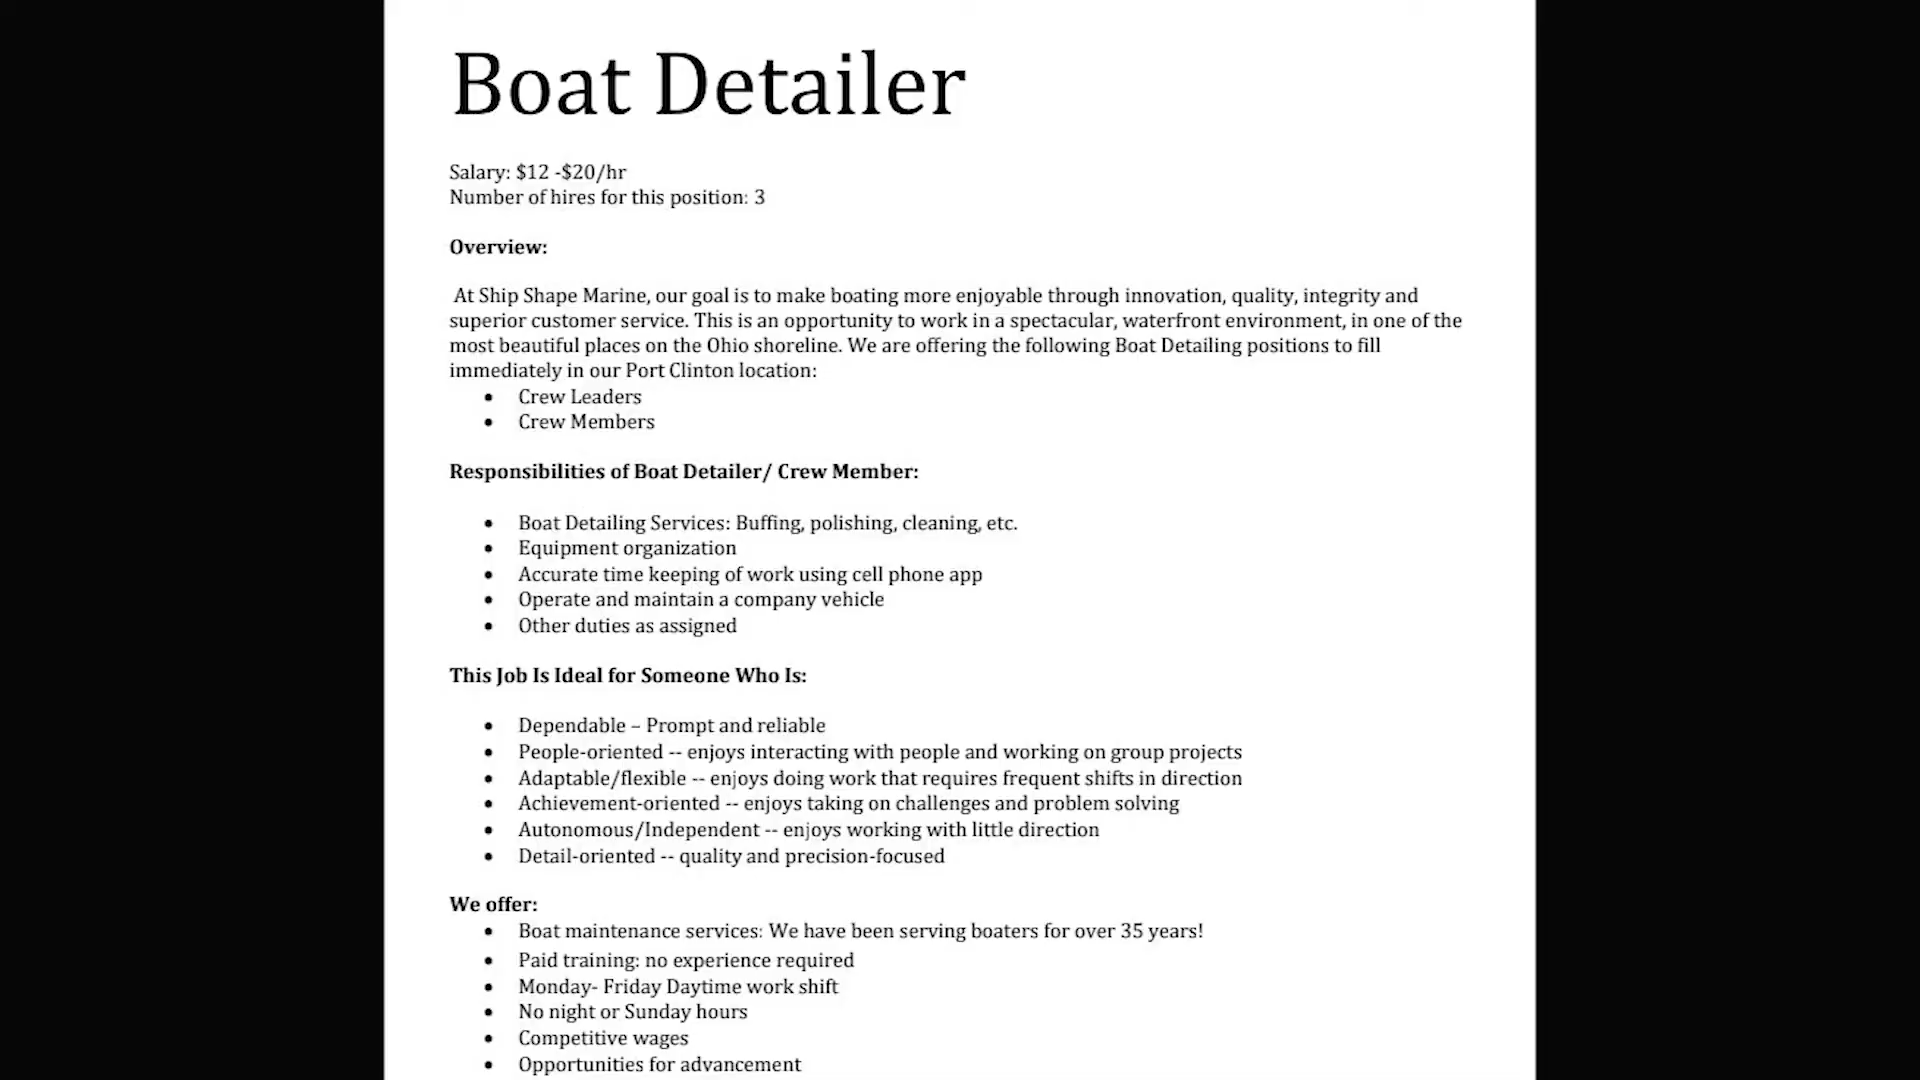 Boat Detailer
Salary: $12 -$20/hr
Number of hires for this position: 3
Overview:
At Ship Shape Marine, our goal is to make boating more enjoyable through innovation, quality, integrity and
superior customer service. This is an opportunity to work in a spectacular, waterfront environment, in one of the
most beautiful places on the Ohio shoreline. We are offering the following Boat Detailing positions to fill
immediately in our Port Clinton location:
• Crew Leaders
• Crew Members
Responsibilities of Boat Detailer/ Crew Member:
• Boat Detailing Services: Buffing, polishing, cleaning, etc.
• Equipment organization
• Accurate time keeping of work using cell phone app
• Operate and maintain a company vehicle
• Other duties as assigned
This Job Is Ideal for Someone Who Is:
• Dependable – Prompt and reliable
• People-oriented -- enjoys interacting with people and working on group projects
• Adaptable/flexible -- enjoys doing work that requires frequent shifts in direction
• Achievement-oriented -- enjoys taking on challenges and problem solving
• Autonomous/Independent -- enjoys working with little direction
• Detail-oriented -- quality and precision-focused
We offer:
• Boat maintenance services: We have been serving boaters for over 35 years!
• Paid training: no experience required
• Monday- Friday Daytime work shift
• No night or Sunday hours
• Competitive wages
• Opportunities for advancement